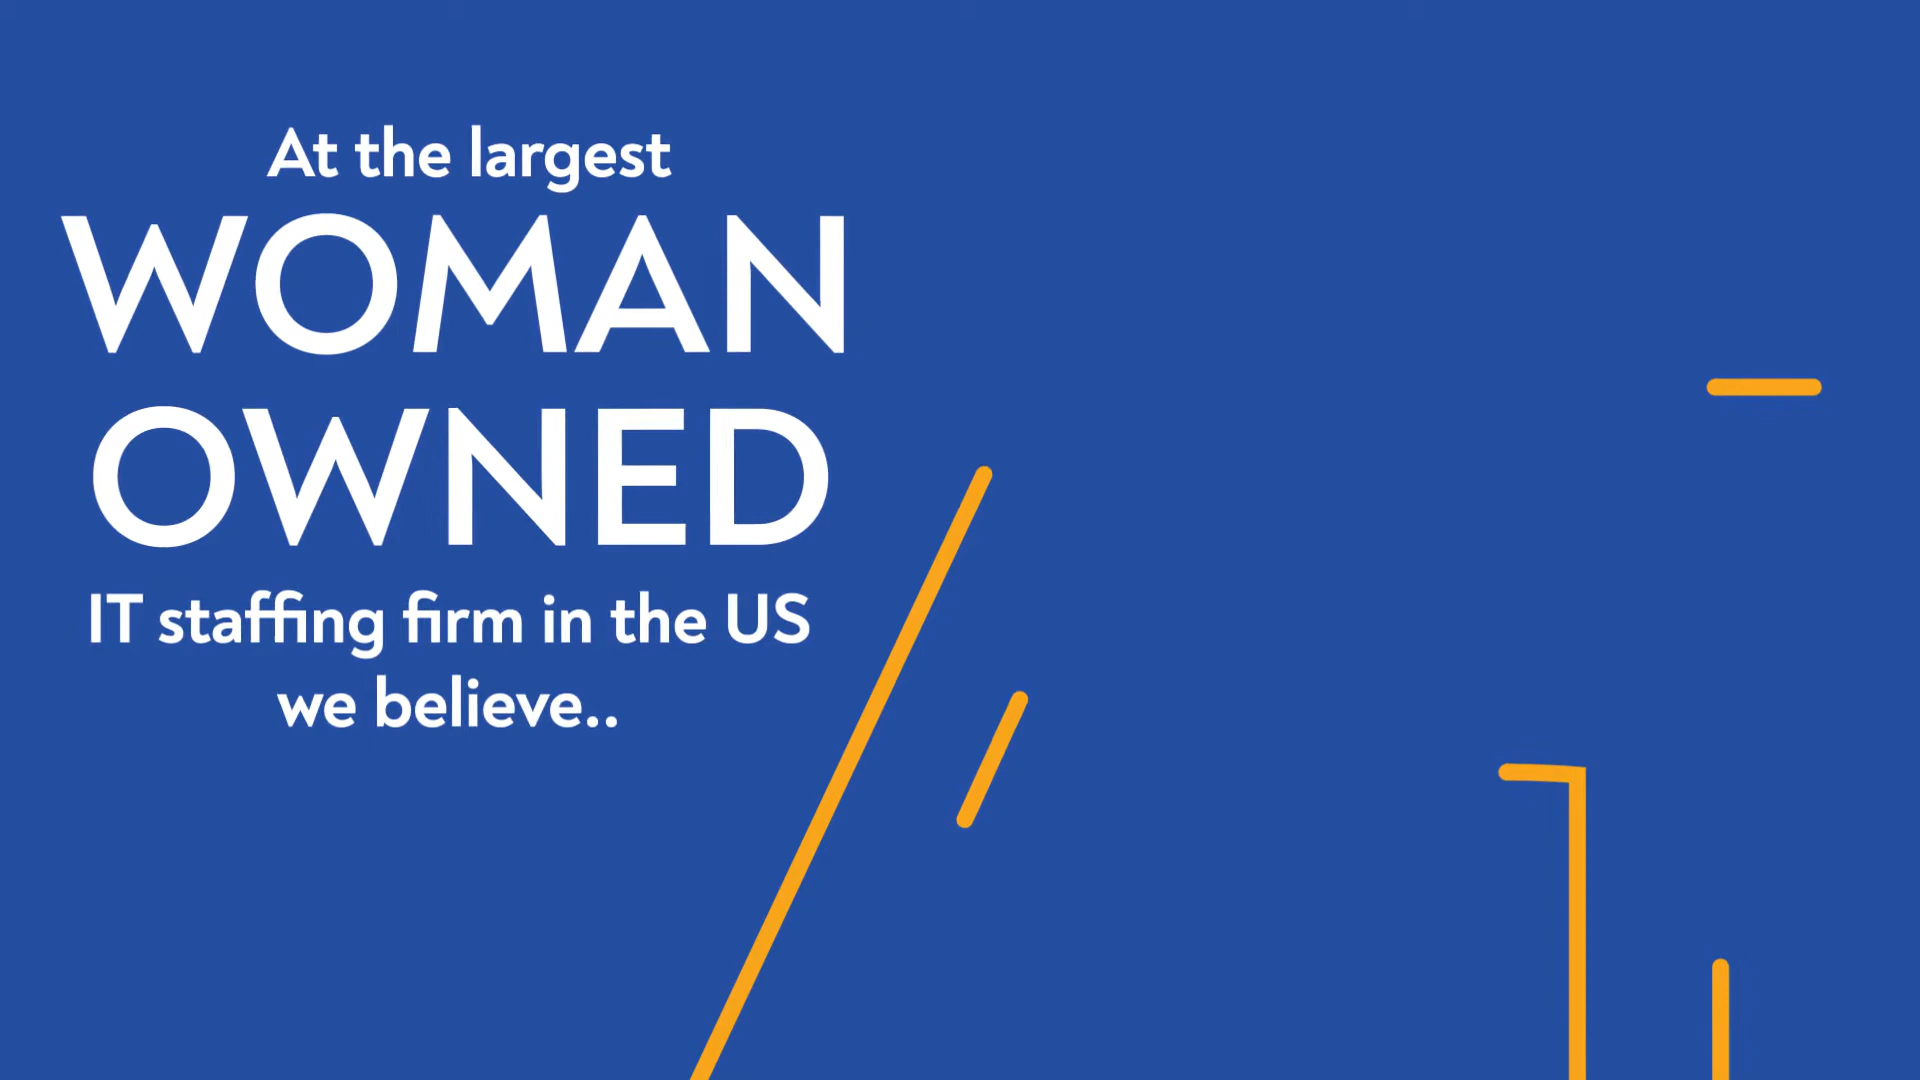 At the largest
WOMAN
OWNED
IT staffing firm in the US
we believe..